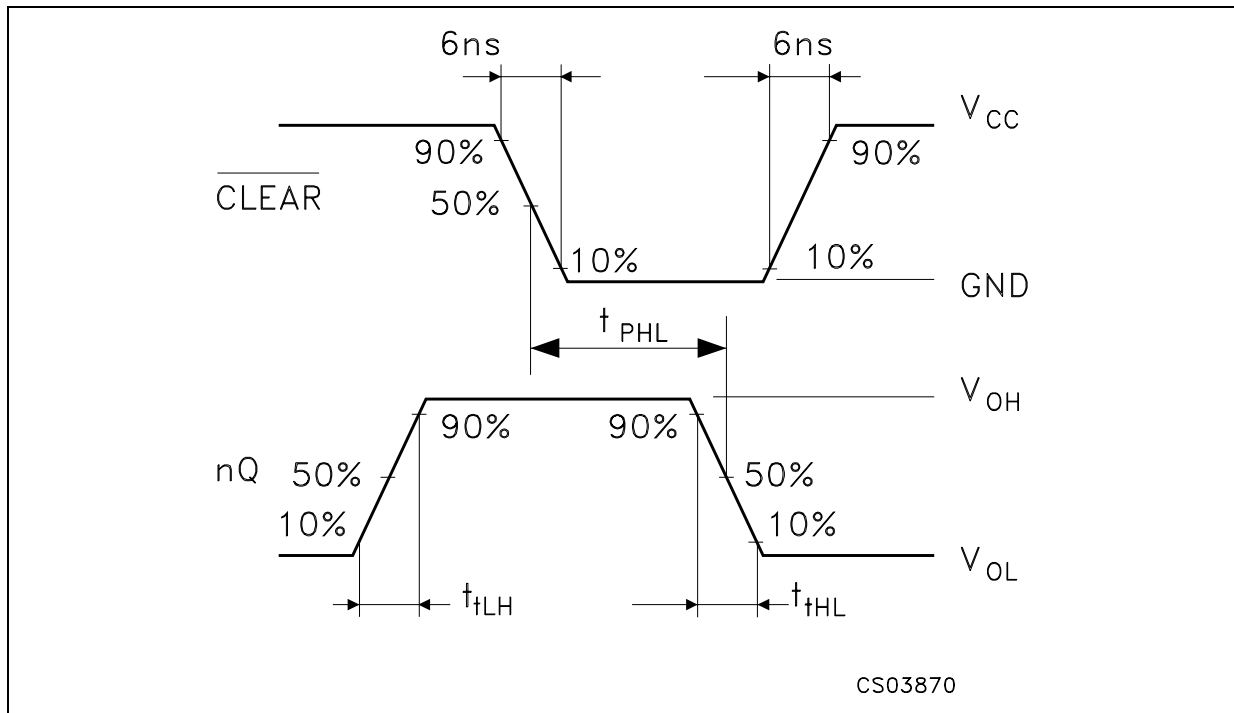 6ns 6ns
V_CC
90% 90%
C̅L̅E̅A̅R̅
50%
10% 10%
GND
t_PHL
V_OH
90% 90%
nQ 50% 50%
10% 10%
V_OL
t_tLH t_tHL
CS03870